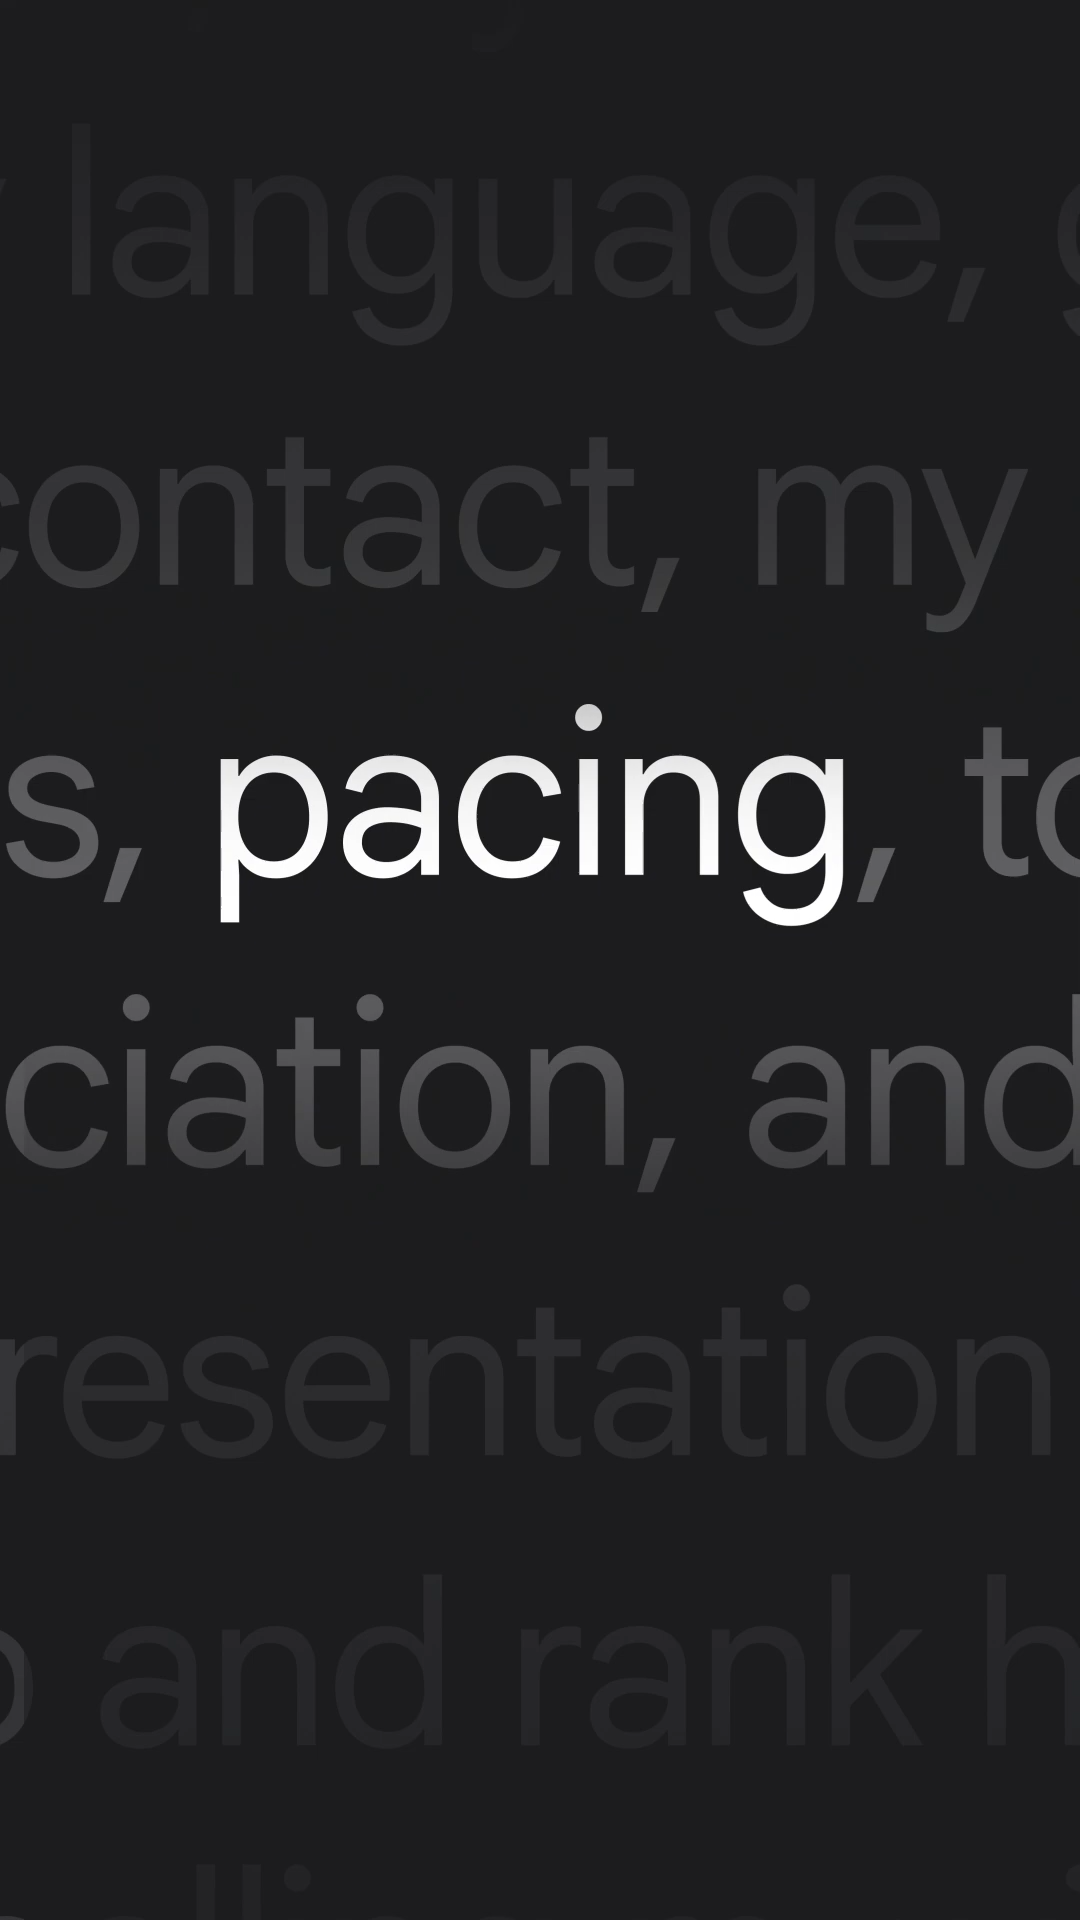 language,
contact, my
s, pacing, to
ciation, and
resentation
and rank h